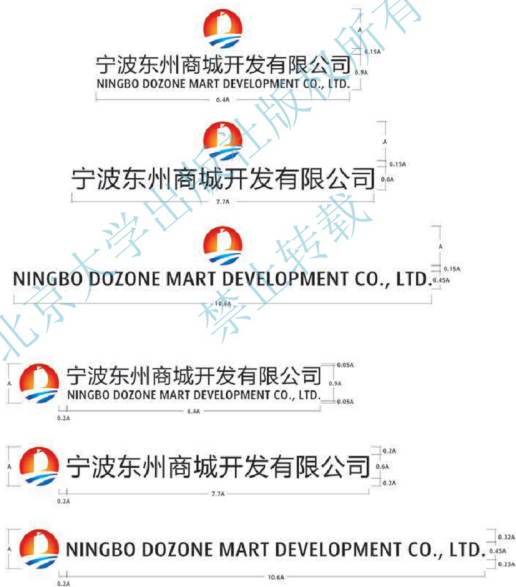 A
0.15A
宁波东州商城开发有限公司
0.9A
NINGBO DOZONE MART DEVELOPMENT CO., LTD.
6.4A
A
0.15A
宁波东州商城开发有限公司
0.6A
7.7A
A
0.15A
NINGBO DOZONE MART DEVELOPMENT CO., LTD.
0.45A
10.6A
0.05A
A
宁波东州商城开发有限公司
0.9A
NINGBO DOZONE MART DEVELOPMENT CO., LTD.
0.05A
6.4A
0.2A
0.2A
A
宁波东州商城开发有限公司
0.6A
0.2A
7.7A
0.2A
0.32A
A
NINGBO DOZONE MART DEVELOPMENT CO., LTD.
0.45A
0.23A
10.6A
0.2A
北京大学出版社版权所有
禁止转载